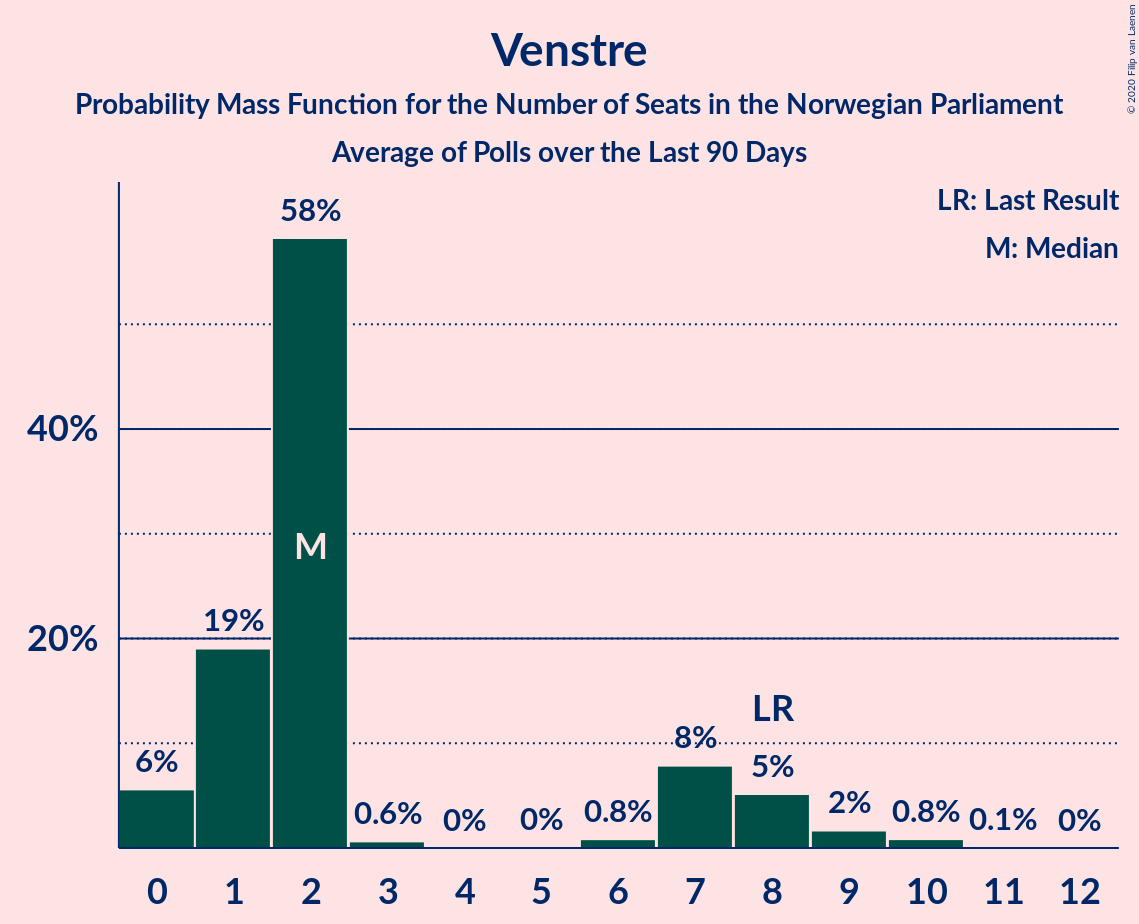 Venstre
Probability Mass Function for the Number of Seats in the Norwegian Parliament
Average of Polls over the Last 90 Days
© 2020 Filip van Laenen
LR: Last Result
M: Median
58%
40%
M
19%
20%
LR
6%
8%
5%
0.6%
0%
0%
0.8%
2%
0.8%
0.1%
0%
0 1 2 3 4 5 6 7 8 9 10 11 12